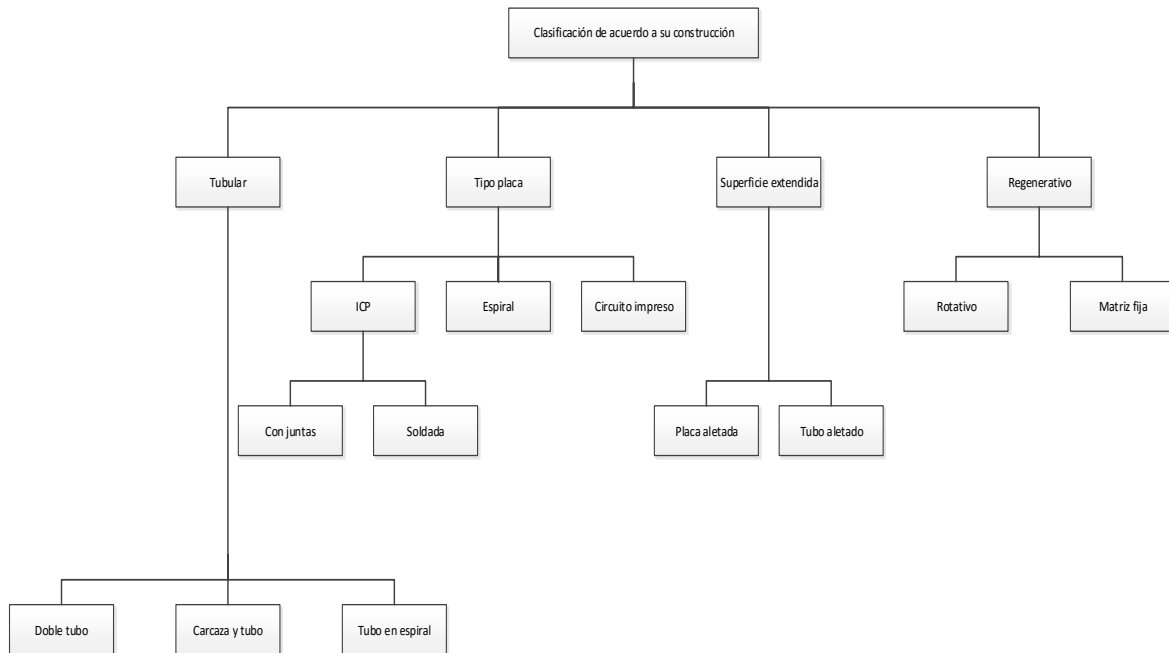 Clasificación de acuerdo a su construcción
Tubular
Tipo placa
Superficie extendida
Regenerativo
ICP
Espiral
Circuito impreso
Rotativo
Matriz fija
Con juntas
Soldada
Placa aletada
Tubo aletado
Doble tubo
Carcaza y tubo
Tubo en espiral